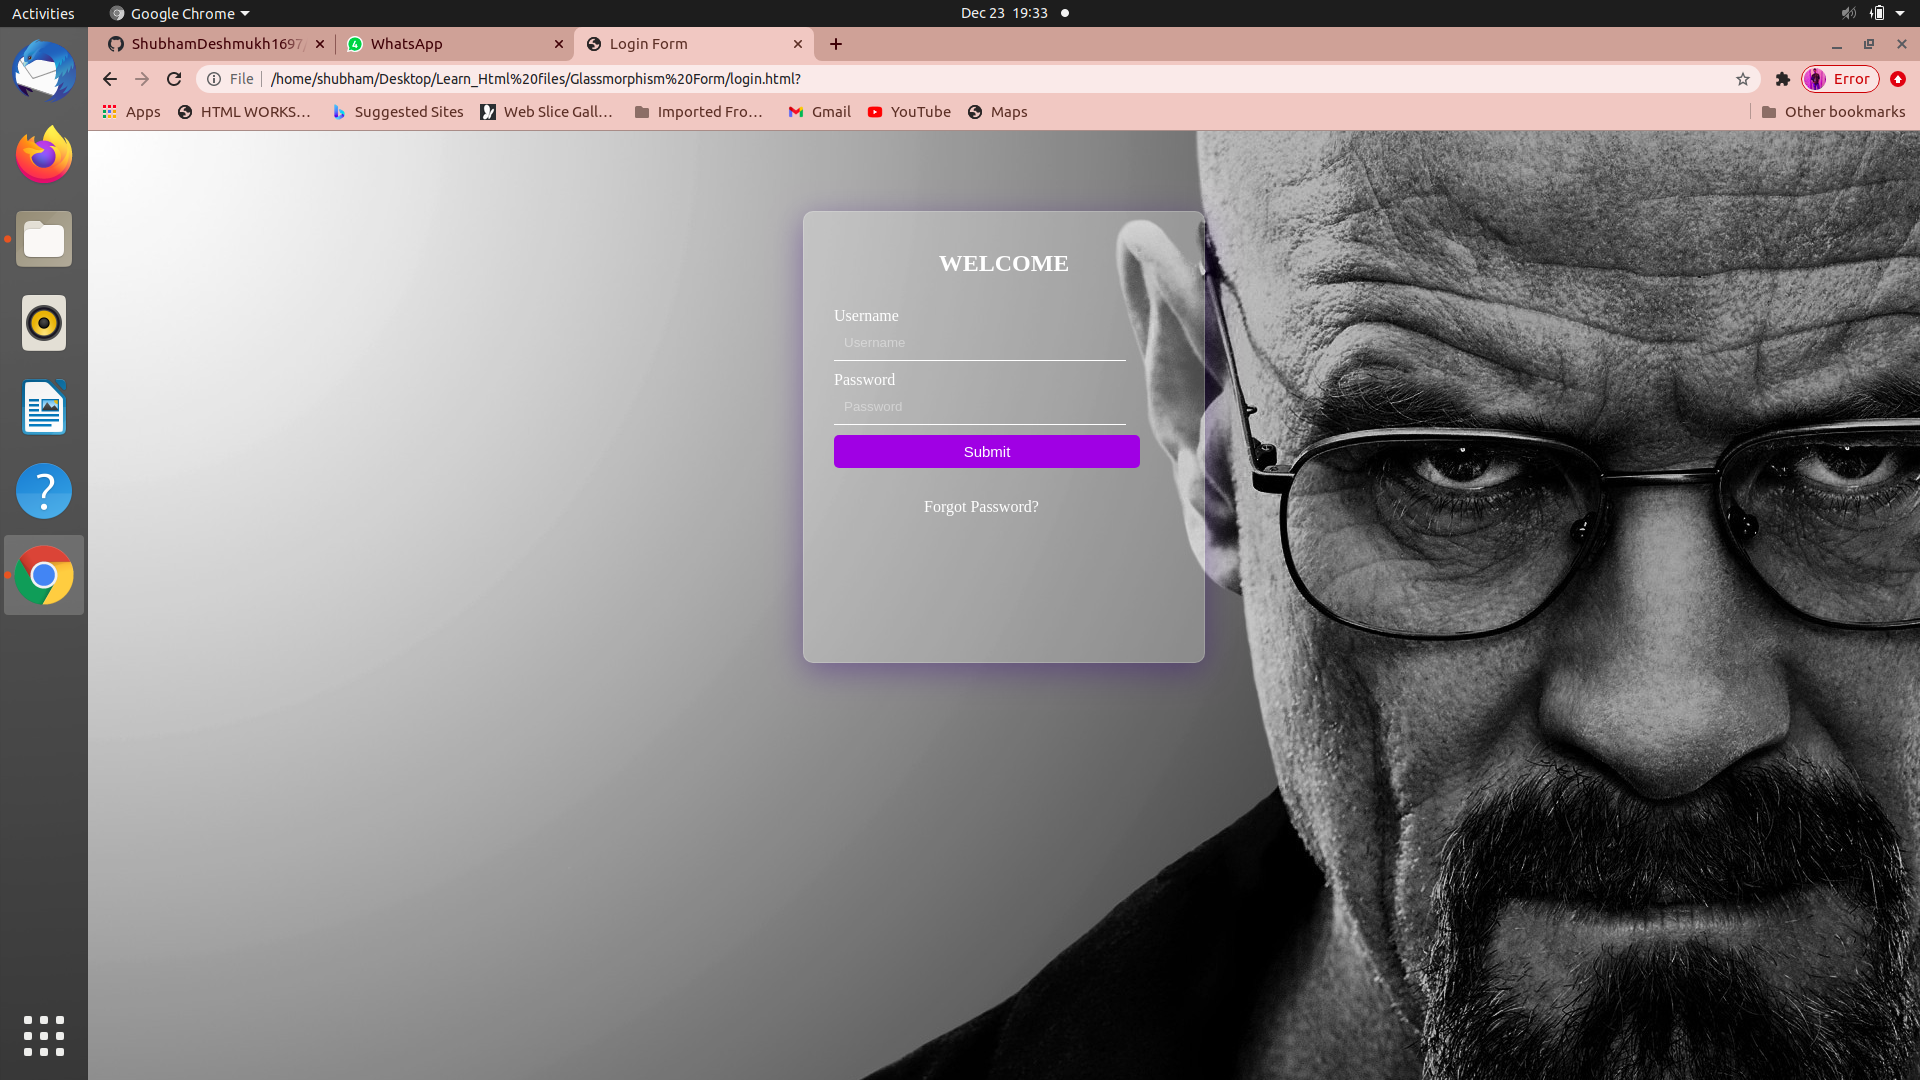 Activities Google Chrome Dec 23 19:33
ShubhamDeshmukh1697/ WhatsApp Login Form
File /home/shubham/Desktop/Learn_Html%20files/Glassmorphism%20Form/login.html? Error
Apps HTML WORKS... Suggested Sites Web Slice Gall... Imported Fro... Gmail YouTube Maps Other bookmarks
WELCOME
Username
Username
Password
Password
Submit
Forgot Password?